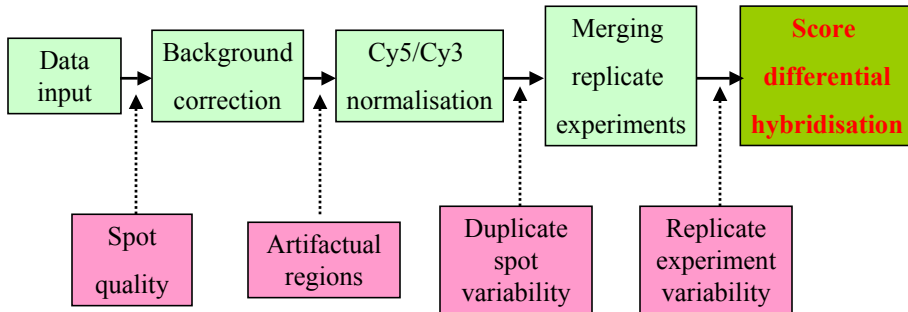 Data
input
Background
correction
Cy5/Cy3
normalisation
Merging
replicate
experiments
Score
differential
hybridisation
Spot
quality
Artifactual
regions
Duplicate
spot
variability
Replicate
experiment
variability